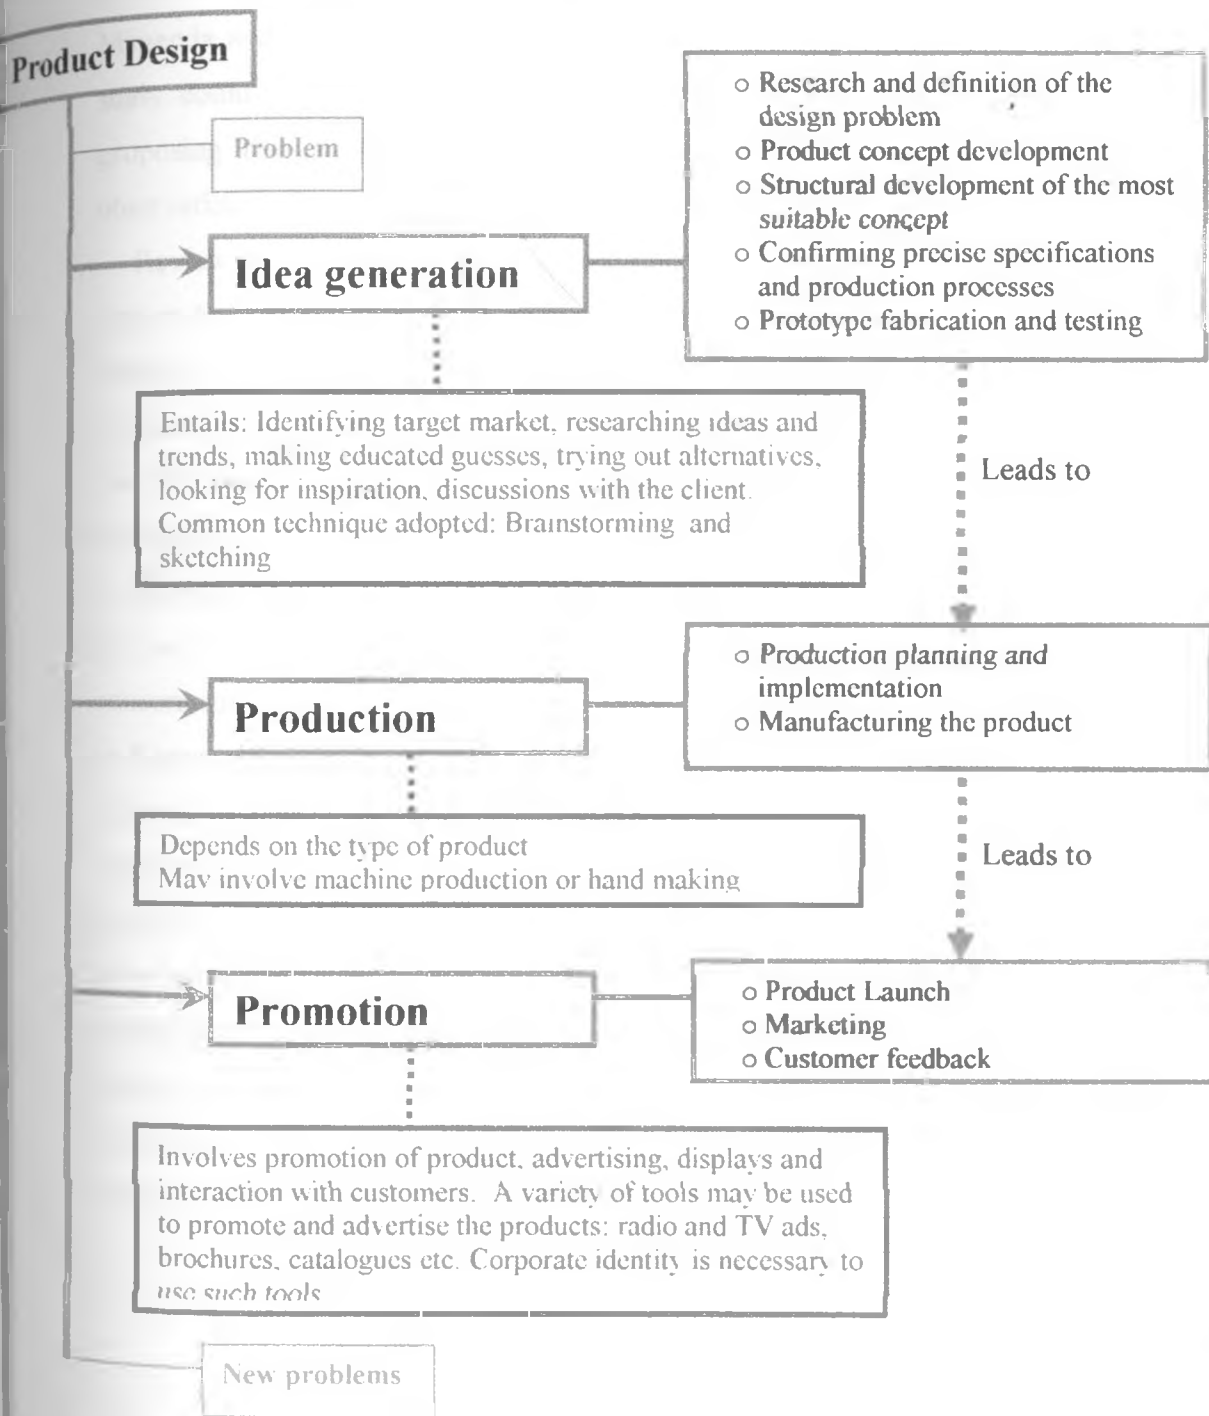 Product Design
Problem
Idea generation
o Research and definition of the
design problem
o Product concept development
o Structural development of the most
suitable concept
o Confirming precise specifications
and production processes
o Prototype fabrication and testing
Entails: Identifying target market, researching ideas and
trends, making educated guesses, trying out alternatives,
looking for inspiration, discussions with the client.
Common technique adopted: Brainstorming and
sketching
Leads to
Production
o Production planning and
implementation
o Manufacturing the product
Depends on the type of product
May involve machine production or hand making
Leads to
Promotion
o Product Launch
o Marketing
o Customer feedback
Involves promotion of product, advertising, displays and
interaction with customers. A variety of tools may be used
to promote and advertise the products: radio and TV ads,
brochures, catalogues etc. Corporate identity is necessary to
use such tools
New problems